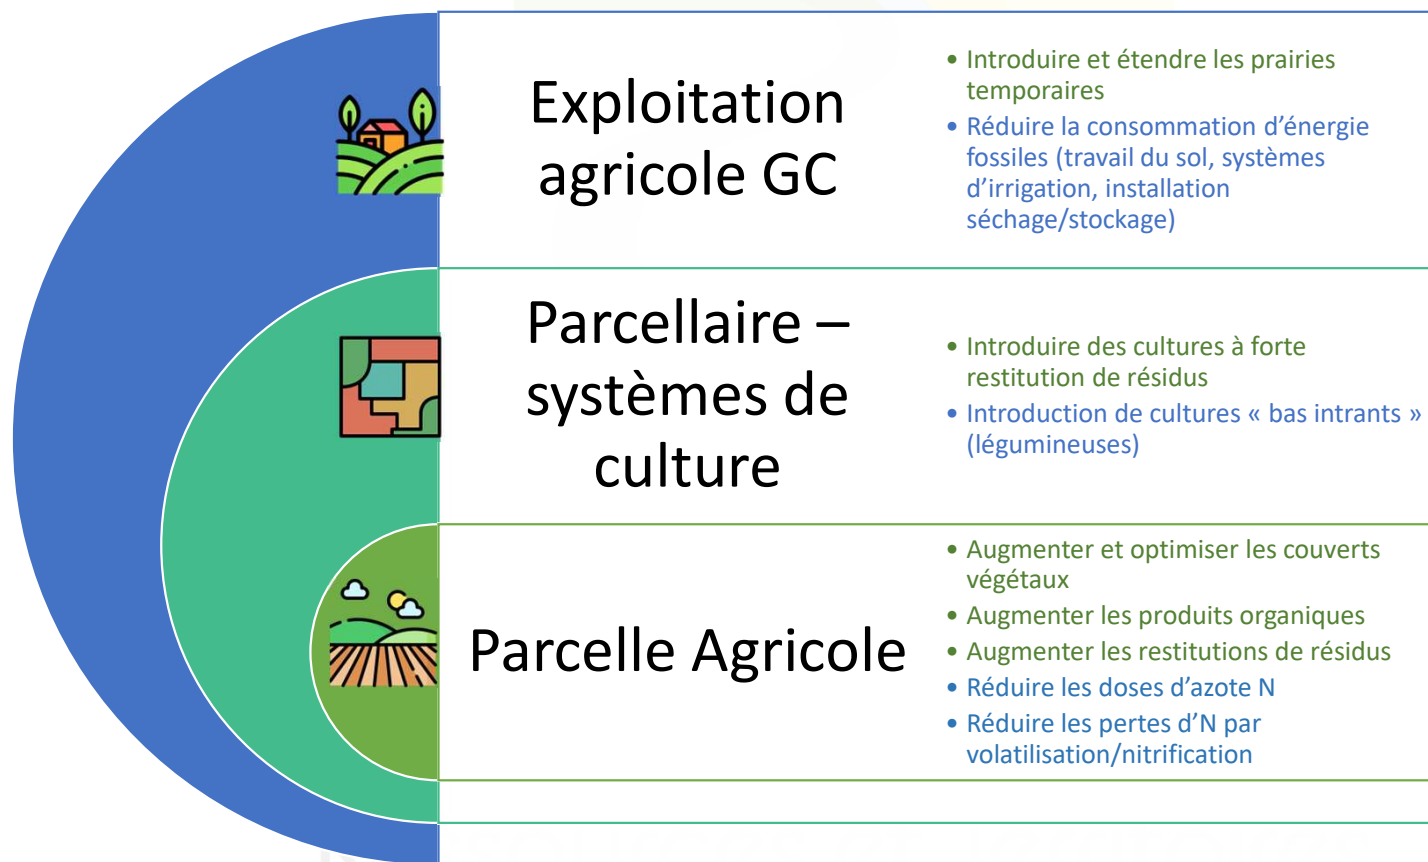 Exploitation
agricole GC
• Introduire et étendre les prairies
temporaires
• Réduire la consommation d’énergie
fossiles (travail du sol, systèmes
d’irrigation, installation
séchage/stockage)
Parcellaire –
systèmes de
culture
• Introduire des cultures à forte
restitution de résidus
• Introduction de cultures « bas intrants »
(légumineuses)
Parcelle Agricole
• Augmenter et optimiser les couverts
végétaux
• Augmenter les produits organiques
• Augmenter les restitutions de résidus
• Réduire les doses d’azote N
• Réduire les pertes d’N par
volatilisation/nitrification